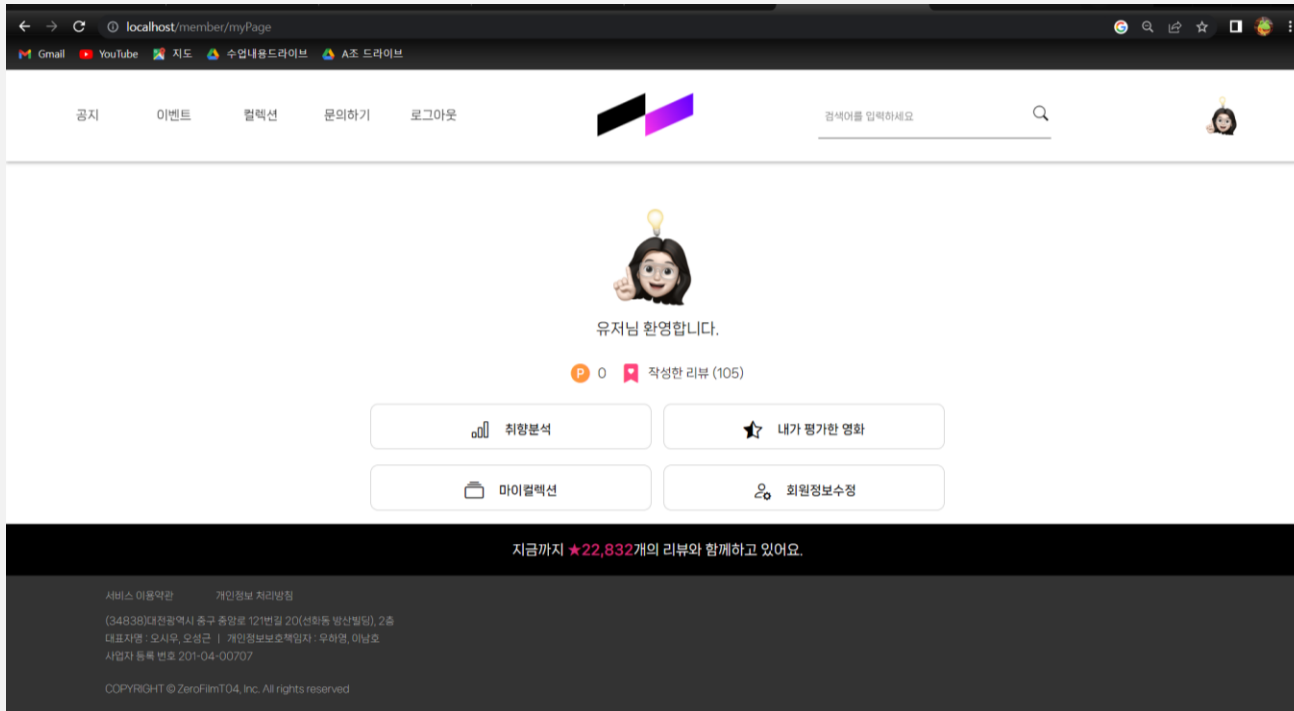 localhost/member/myPage
Gmail YouTube 지도 수업내용드라이브 A조 드라이브
공지 이벤트 컬렉션 문의하기 로그아웃 검색어를 입력하세요
유저님 환영합니다.
P 0 작성한 리뷰 (105)
취향분석 내가 평가한 영화
마이컬렉션 회원정보수정
지금까지 ★22,832개의 리뷰와 함께하고 있어요.
서비스 이용약관 개인정보 처리방침
(34838)대전광역시 중구 중앙로 121번길 20(선화동 방산빌딩), 2층
대표자명 : 오시우, 오성근 | 개인정보보호책임자 : 우하영, 이남호
사업자 등록 번호 201-04-00707
COPYRIGHT © ZeroFilmT04, Inc. All rights reserved